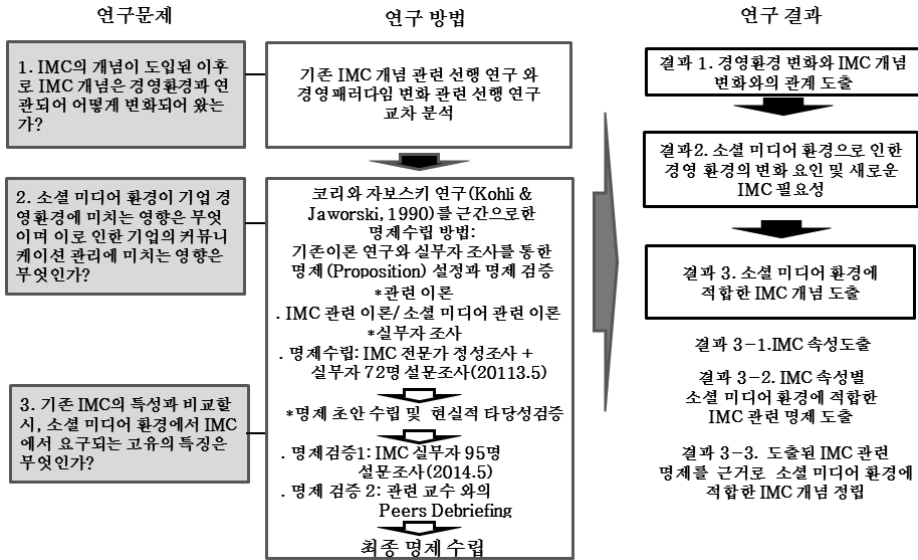 연구문제
1. IMC의 개념이 도입된 이후
로 IMC 개념은 경영환경과 연
관되어 어떻게 변화되어 왔는
가?
2. 소셜 미디어 환경이 기업 경
영환경에 미치는 영향은 무엇
이며 이로 인한 기업의 커뮤니
케이션 관리에 미치는 영향은
무엇인가?
3. 기존 IMC의 특성과 비교할
시, 소셜 미디어 환경에서 IMC
에서 요구되는 고유의 특징은
무엇인가?
연구 방법
기존 IMC 개념 관련 선행 연구 와
경영패러다임 변화 관련 선행 연구
교차 분석
코리와 자보스키 연구(Kohli &
Jaworski, 1990)를 근간으로한
명제수립 방법:
기존이론 연구와 실무자 조사를 통한
명제 (Proposition) 설정과 명제 검증
*관련 이론
. IMC 관련 이론/ 소셜 미디어 관련 이론
*실무자 조사
. 명제수립: IMC 전문가 정성조사 +
실무자 72명 설문조사(20113.5)
*명제 초안 수립 및 현실적 타당성검증
. 명제검증1: IMC 실무자 95명
설문조사(2014.5)
. 명제 검증 2: 관련 교수 와의
Peers Debriefing
최종 명제 수립
연구 결과
결과 1. 경영환경 변화와 IMC 개념
변화와의 관계 도출
결과2. 소셜 미디어 환경으로 인한
경영 환경의 변화 요인 및 새로운
IMC 필요성
결과 3. 소셜 미디어 환경에
적합한 IMC 개념 도출
결과 3-1.IMC 속성도출
결과 3-2. IMC 속성별
소셜 미디어 환경에 적합한
IMC 관련 명제 도출
결과 3-3. 도출된 IMC 관련
명제를 근거로 소셜 미디어 환경에
적합한 IMC 개념 정립